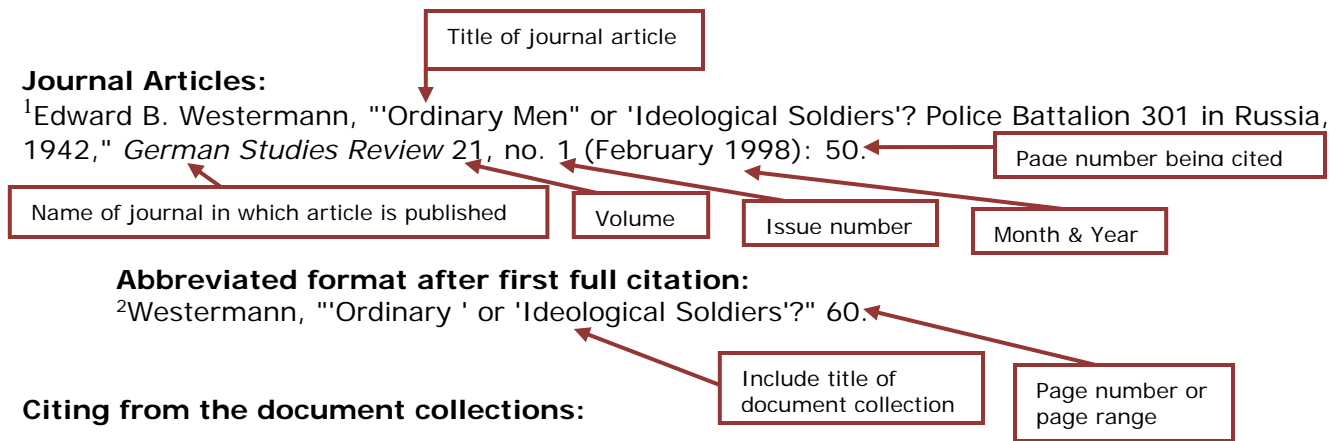 Title of journal article
Journal Articles:
1Edward B. Westermann, "'Ordinary Men" or 'Ideological Soldiers'? Police Battalion 301 in Russia,
1942," German Studies Review 21, no. 1 (February 1998): 50.
Page number being cited
Name of journal in which article is published
Volume
Issue number
Month & Year
Abbreviated format after first full citation:
2Westermann, "'Ordinary ' or 'Ideological Soldiers'?" 60.
Include title of
document collection
Page number or
page range
Citing from the document collections: